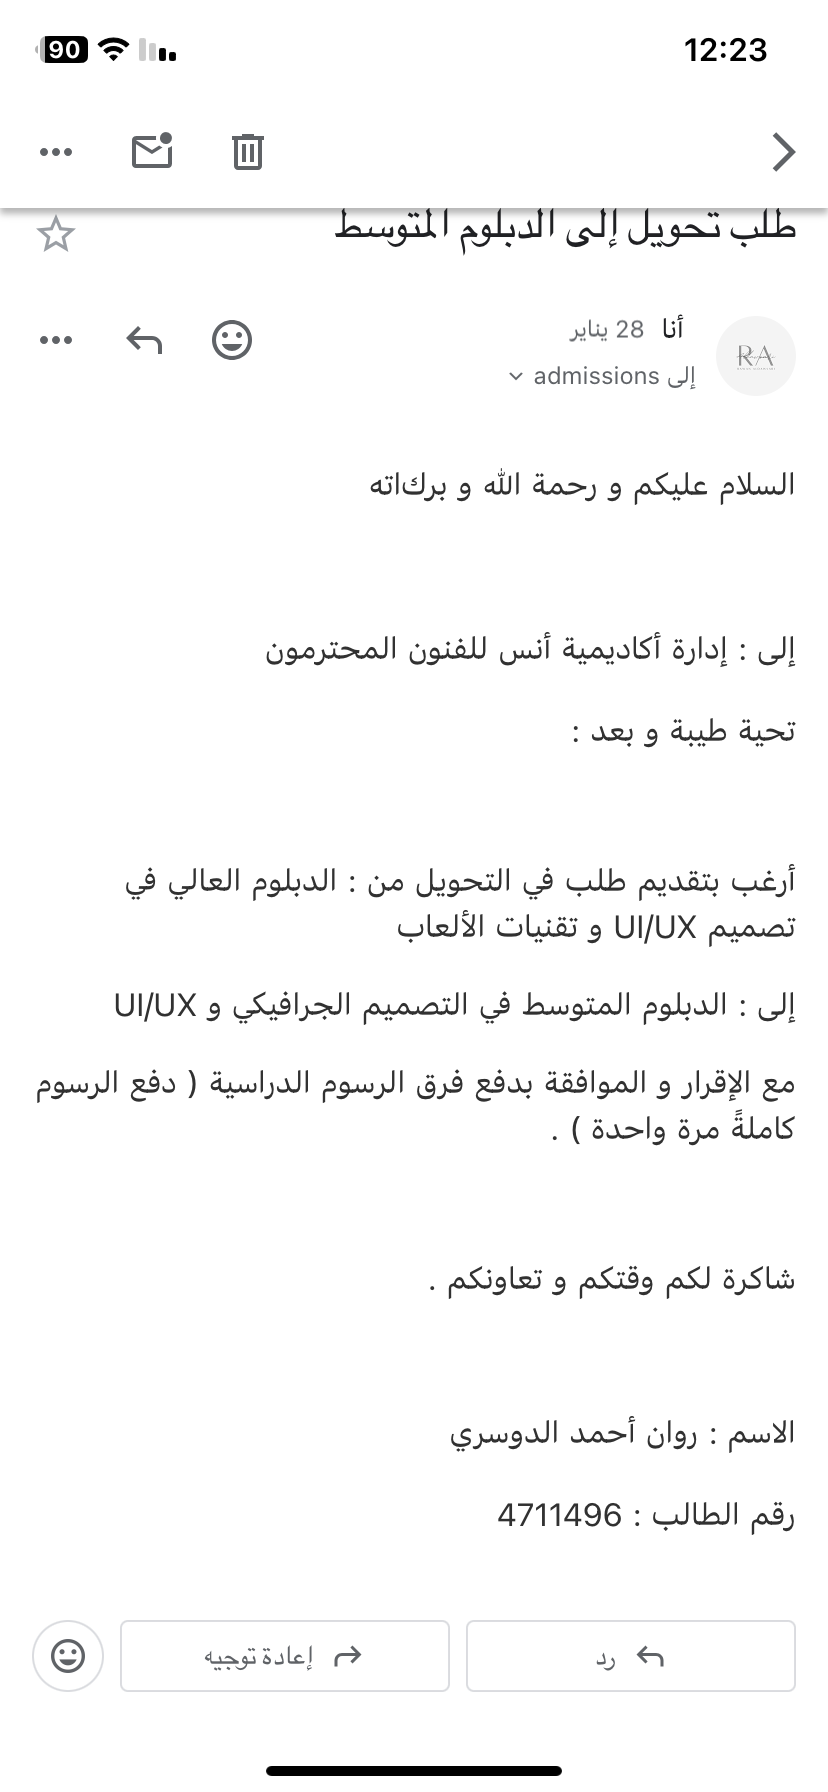 12:23
90
طلب تحويل إلى الدبلوم المتوسط
أنا 28 يناير
إلى admissions
RA
السلام عليكم و رحمة الله و بركاته
إلى : إدارة أكاديمية أنس للفنون المحترمون
تحية طيبة و بعد :
أرغب بتقديم طلب في التحويل من : الدبلوم العالي في
تصميم UI/UX و تقنيات الألعاب
إلى : الدبلوم المتوسط في التصميم الجرافيكي و UI/UX
مع الإقرار و الموافقة بدفع فرق الرسوم الدراسية ( دفع الرسوم
كاملةً مرة واحدة ) .
شاكرة لكم وقتكم و تعاونكم .
الاسم : روان أحمد الدوسري
رقم الطالب : 4711496
رد
إعادة توجيه